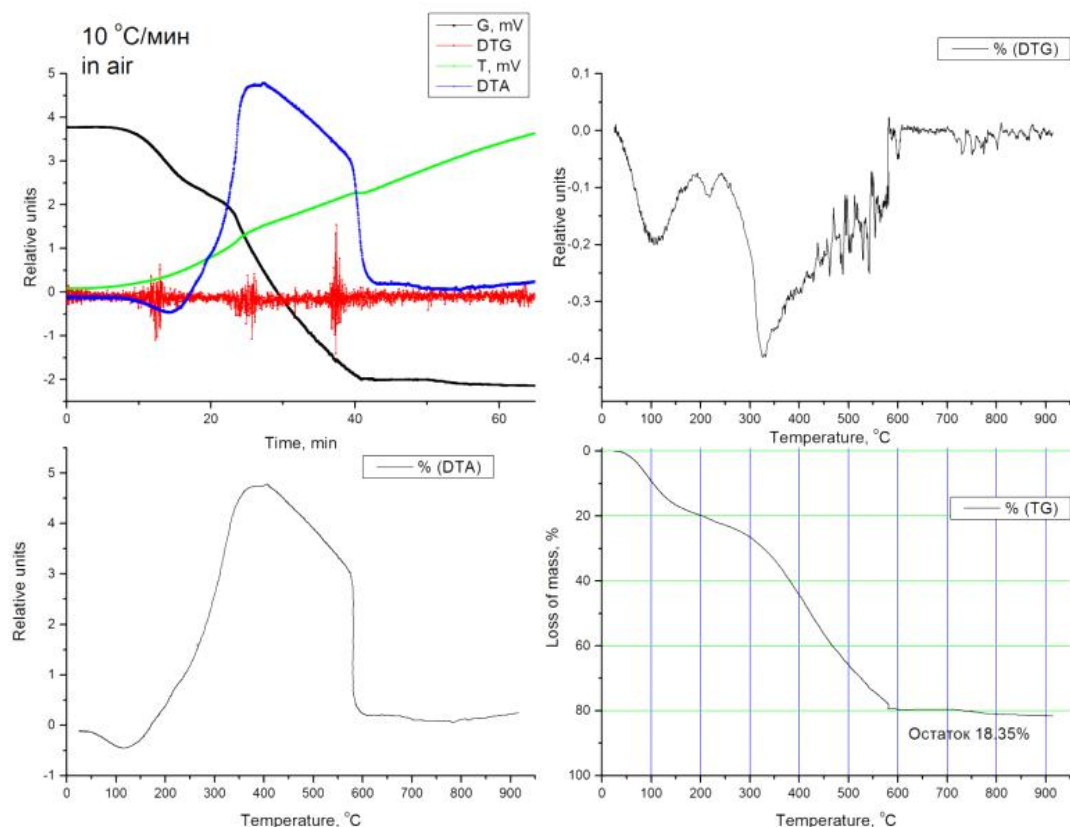 10 °C/мин
in air
G, mV
DTG
T, mV
DTA
Relative units
5
4
3
2
1
0
-1
-2
0 20 40 60
Time, min
% (DTG)
Relative units
0,1
0,0
-0,1
-0,2
-0,3
-0,4
0 100 200 300 400 500 600 700 800 900
Temperature, °C
% (DTA)
Relative units
5
4
3
2
1
0
-1
0 100 200 300 400 500 600 700 800 900
Temperature, °C
% (TG)
Loss of mass, %
0
20
40
60
80
100
Остаток 18.35%
0 100 200 300 400 500 600 700 800 900
Temperature, °C